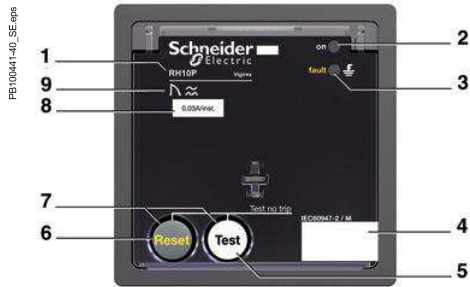 PB100441-40_SE.eps
Schneider
Electric
on 2
1 RH10P Vigirex
fault 3
9
8 0.03A/inst.
Test no trip
7
IEC60947-2 / M
4
6 Reset Test
5